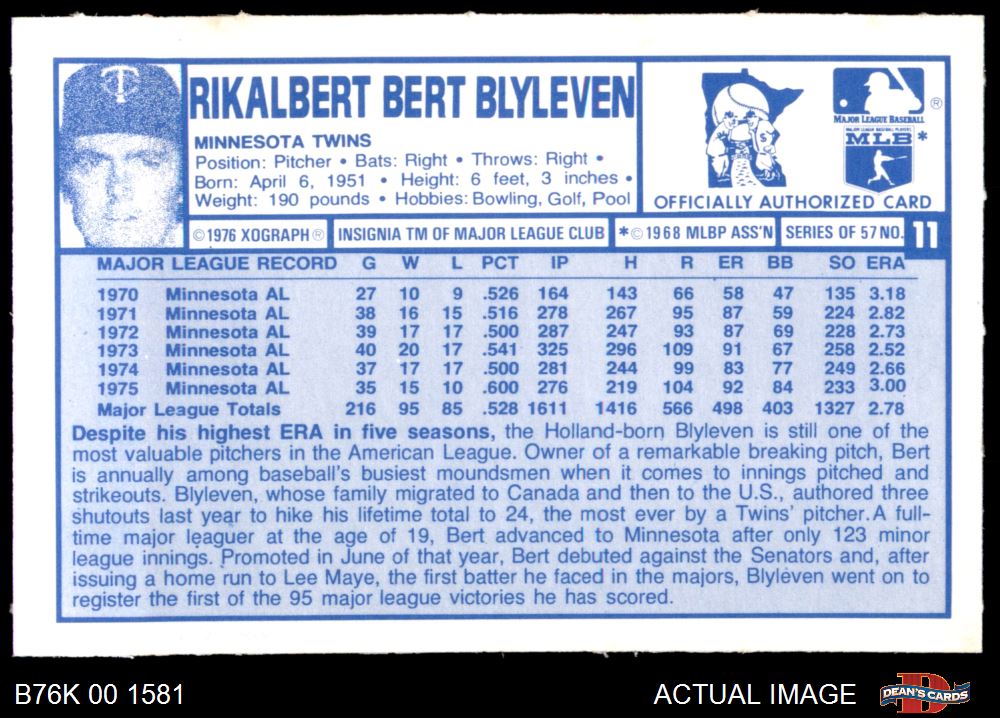 RIKALBERT BERT BLYLEVEN
MINNESOTA TWINS
Position: Pitcher • Bats: Right • Throws: Right •
Born: April 6, 1951 • Height: 6 feet, 3 inches •
Weight: 190 pounds • Hobbies: Bowling, Golf, Pool
MAJOR LEAGUE BASEBALL ®
MAJOR LEAGUE BASEBALL PLAYERS
MLB *
OFFICIALLY AUTHORIZED CARD
© 1976 XOGRAPH ® INSIGNIA TM OF MAJOR LEAGUE CLUB * © 1968 MLBP ASS'N SERIES OF 57 NO. 11
MAJOR LEAGUE RECORD G W L PCT IP H R ER BB SO ERA
1970 Minnesota AL 27 10 9 .526 164 143 66 58 47 135 3.18
1971 Minnesota AL 38 16 15 .516 278 267 95 87 59 224 2.82
1972 Minnesota AL 39 17 17 .500 287 247 93 87 69 228 2.73
1973 Minnesota AL 40 20 17 .541 325 296 109 91 67 258 2.52
1974 Minnesota AL 37 17 17 .500 281 244 99 83 77 249 2.66
1975 Minnesota AL 35 15 10 .600 276 219 104 92 84 233 3.00
Major League Totals 216 95 85 .528 1611 1416 566 498 403 1327 2.78
Despite his highest ERA in five seasons, the Holland-born Blyleven is still one of the
most valuable pitchers in the American League. Owner of a remarkable breaking pitch, Bert
is annually among baseball's busiest moundsmen when it comes to innings pitched and
strikeouts. Blyleven, whose family migrated to Canada and then to the U.S., authored three
shutouts last year to hike his lifetime total to 24, the most ever by a Twins' pitcher. A full-
time major leaguer at the age of 19, Bert advanced to Minnesota after only 123 minor
league innings. Promoted in June of that year, Bert debuted against the Senators and, after
issuing a home run to Lee Maye, the first batter he faced in the majors, Blyleven went on to
register the first of the 95 major league victories he has scored.
B76K 00 1581
ACTUAL IMAGE
DEAN'S CARDS